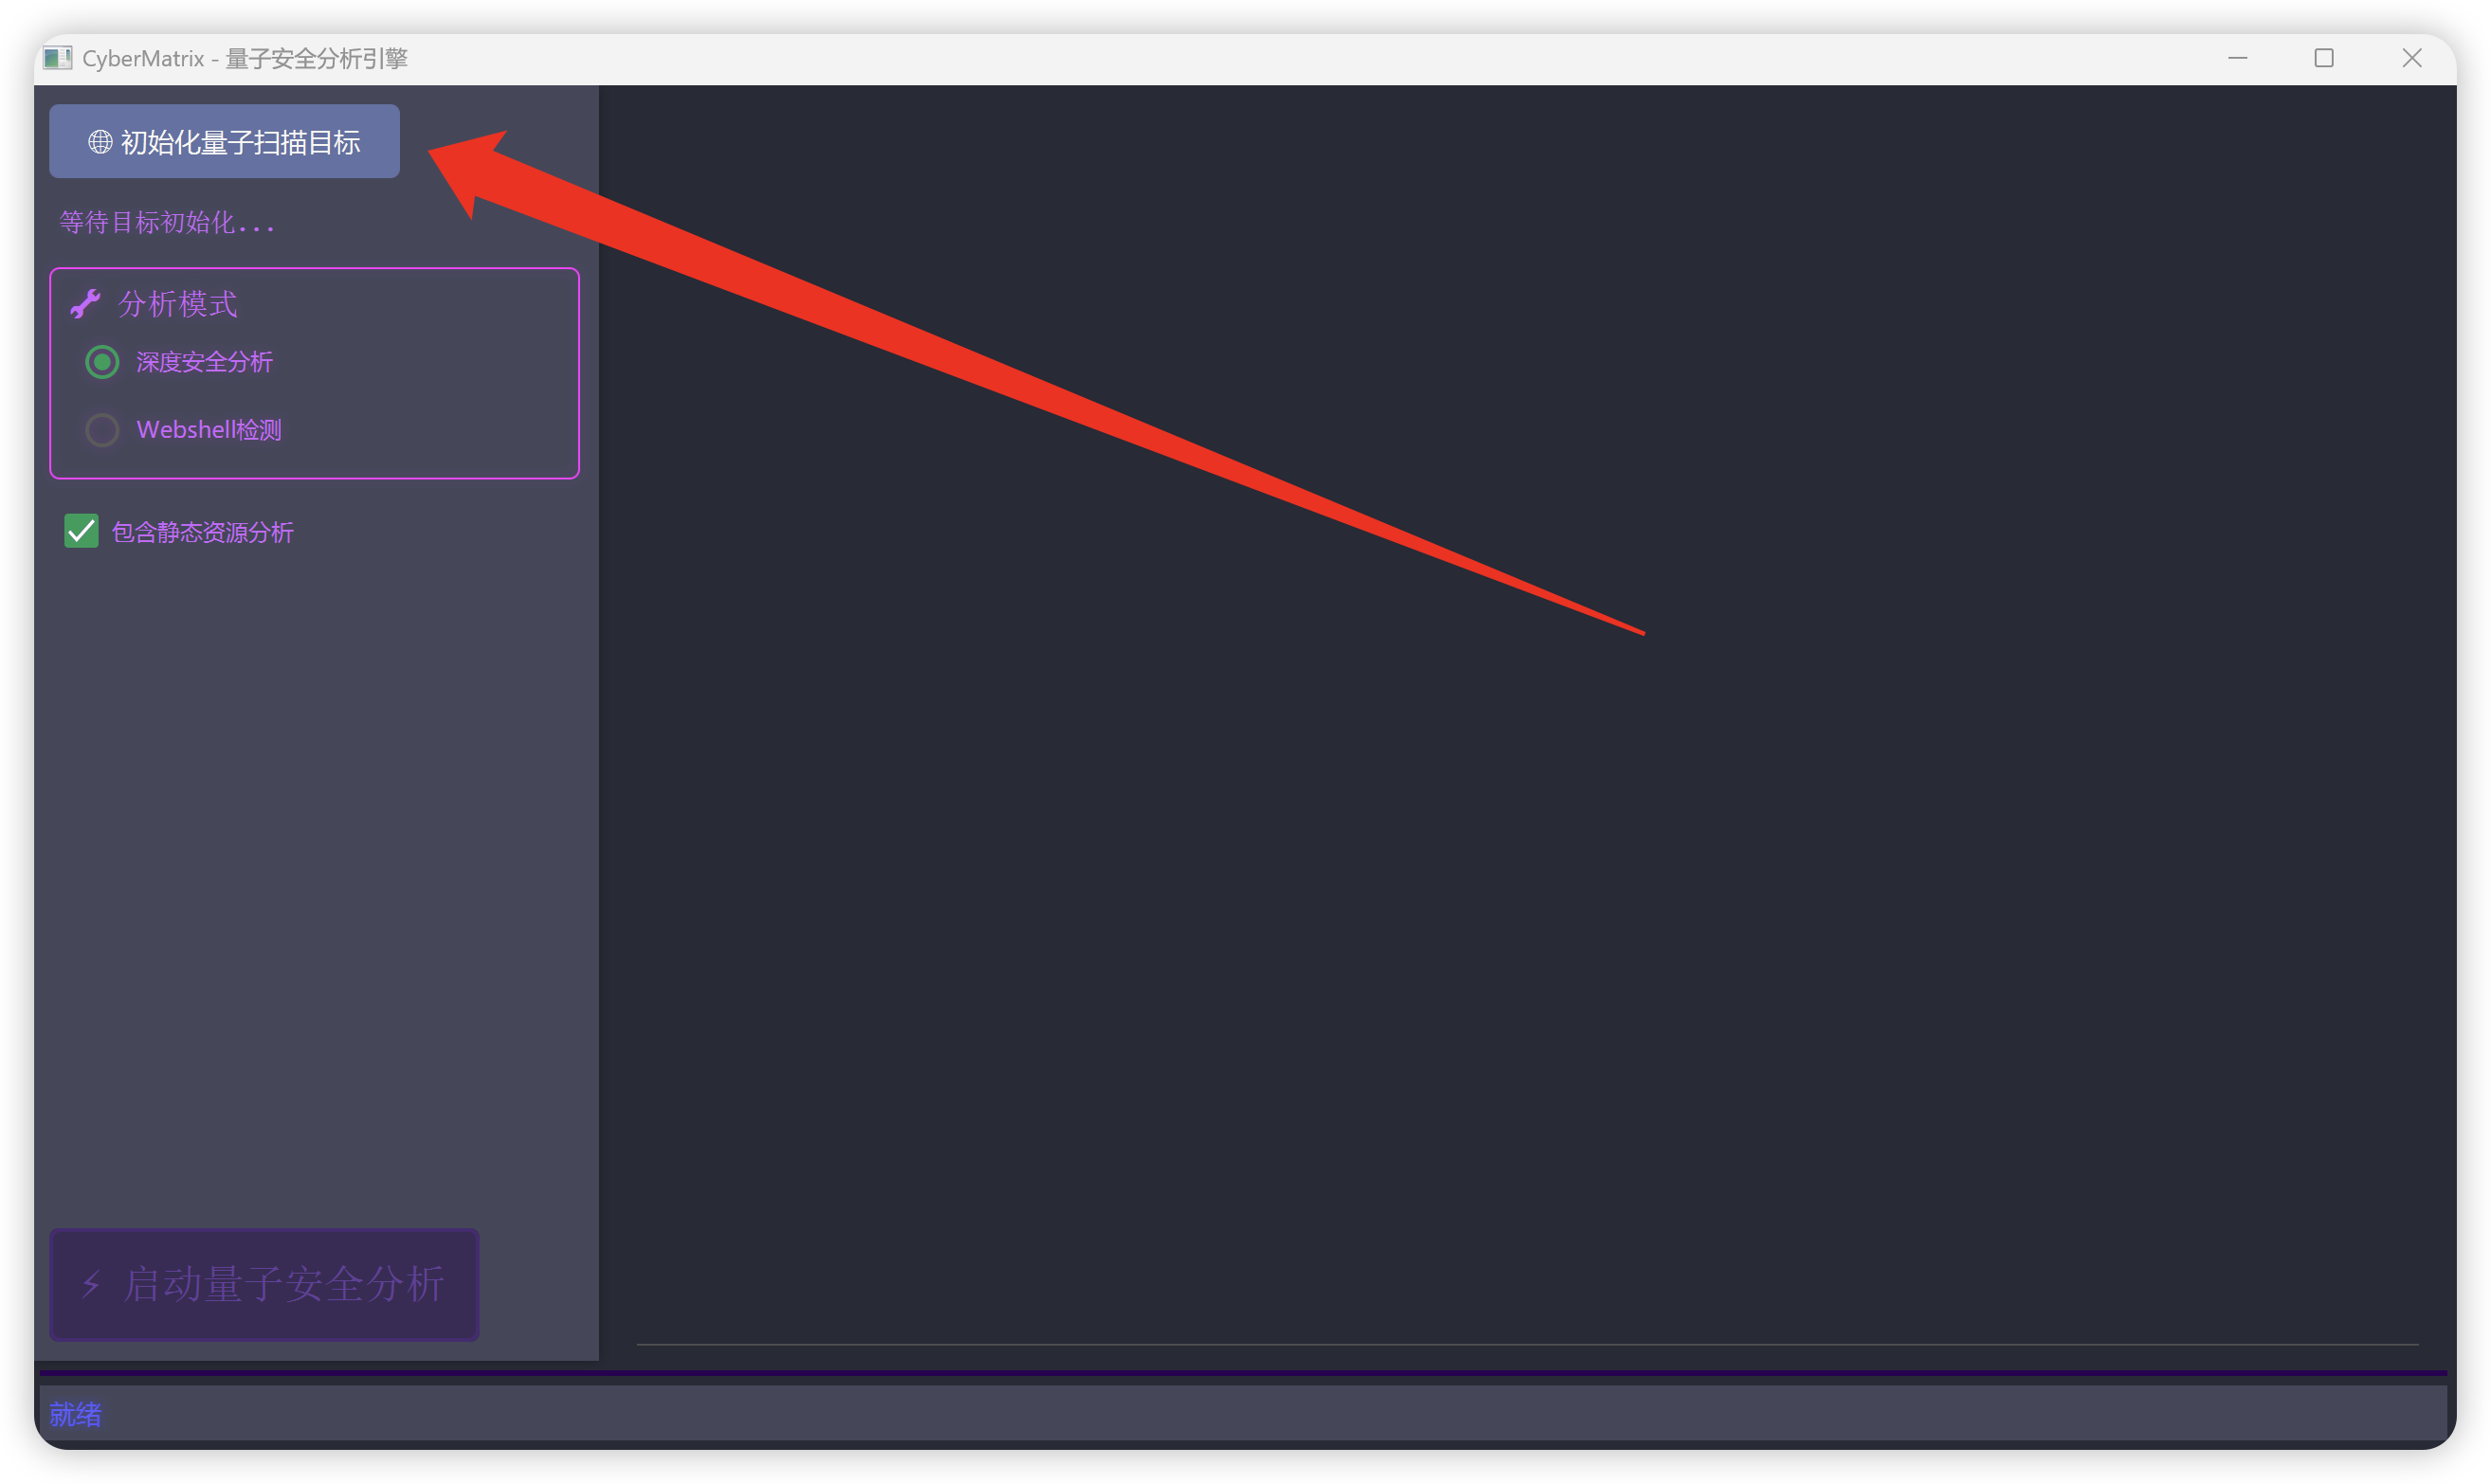 CyberMatrix - 量子安全分析引擎
初始化量子扫描目标
等待目标初始化...
分析模式
深度安全分析
Webshell检测
包含静态资源分析
⚡ 启动量子安全分析
就绪